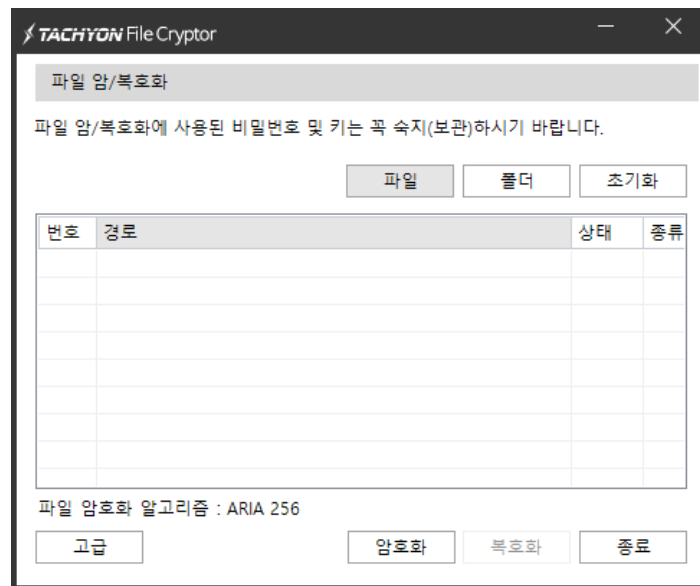 TACHYON File Cryptor
파일 암/복호화
파일 암/복호화에 사용된 비밀번호 및 키는 꼭 숙지(보관)하시기 바랍니다.
파일 폴더 초기화
번호 경로 상태 종류
파일 암호화 알고리즘 : ARIA 256
고급 암호화 복호화 종료